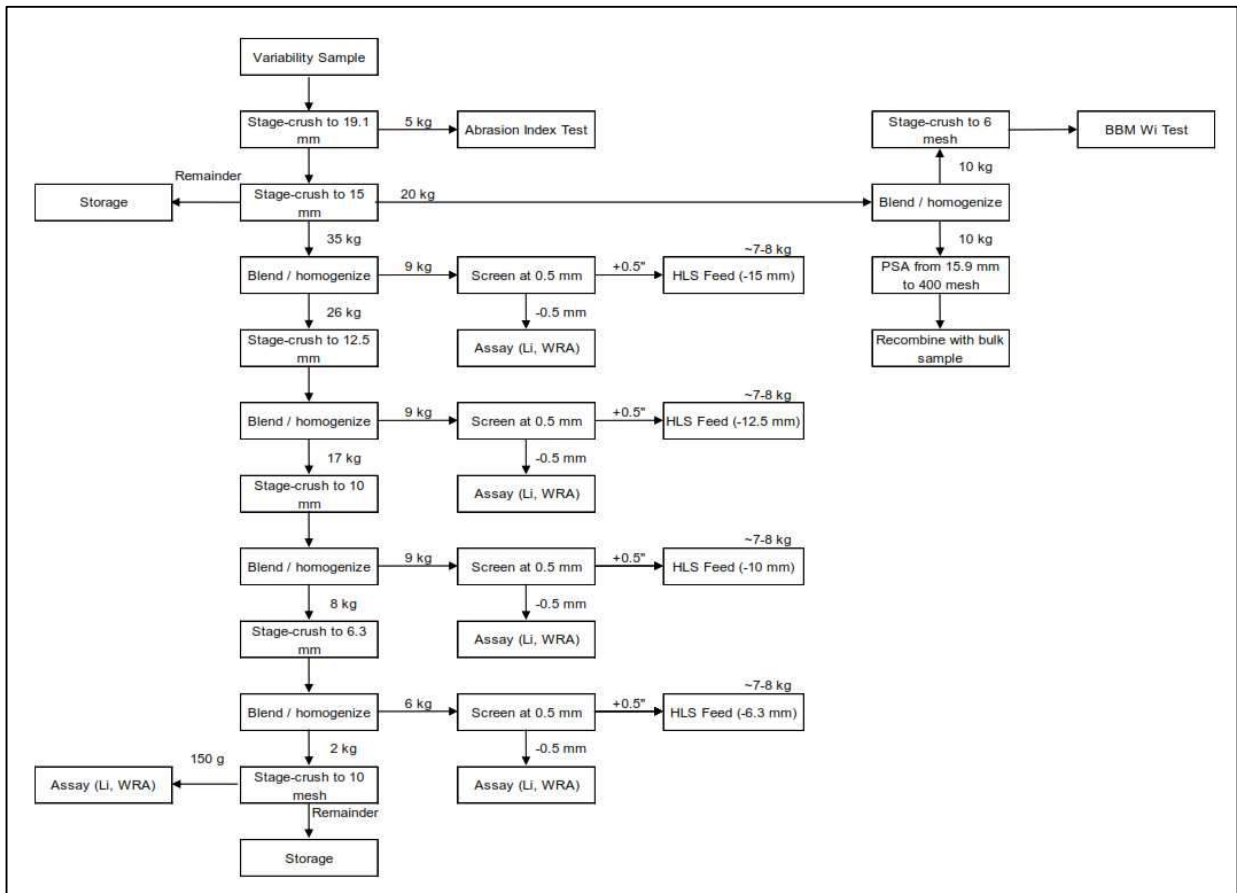 Variability Sample
Stage-crush to 19.1
mm
5 kg
Abrasion Index Test
Stage-crush to 6
mesh
BBM Wi Test
10 kg
Remainder
Storage
Stage-crush to 15
mm
20 kg
Blend / homogenize
35 kg
10 kg
~7-8 kg
Blend / homogenize
9 kg
Screen at 0.5 mm
+0.5"
HLS Feed (-15 mm)
PSA from 15.9 mm
to 400 mesh
26 kg
-0.5 mm
Stage-crush to 12.5
mm
Assay (Li, WRA)
Recombine with bulk
sample
~7-8 kg
Blend / homogenize
9 kg
Screen at 0.5 mm
+0.5"
HLS Feed (-12.5 mm)
17 kg
-0.5 mm
Stage-crush to 10
mm
Assay (Li, WRA)
~7-8 kg
Blend / homogenize
9 kg
Screen at 0.5 mm
+0.5"
HLS Feed (-10 mm)
8 kg
-0.5 mm
Stage-crush to 6.3
mm
Assay (Li, WRA)
~7-8 kg
Blend / homogenize
6 kg
Screen at 0.5 mm
+0.5"
HLS Feed (-6.3 mm)
2 kg
-0.5 mm
150 g
Assay (Li, WRA)
Stage-crush to 10
mesh
Assay (Li, WRA)
Remainder
Storage